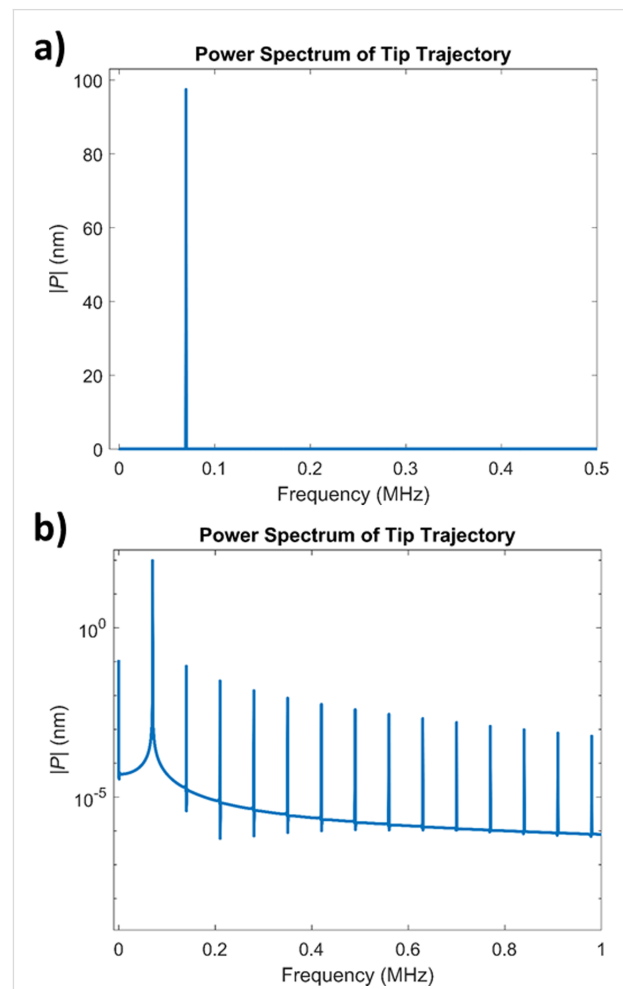 a)
Power Spectrum of Tip Trajectory
100
80
60
40
20
0
|P| (nm)
0 0.1 0.2 0.3 0.4 0.5
Frequency (MHz)
b)
Power Spectrum of Tip Trajectory
10^0
10^-5
|P| (nm)
0 0.2 0.4 0.6 0.8 1
Frequency (MHz)